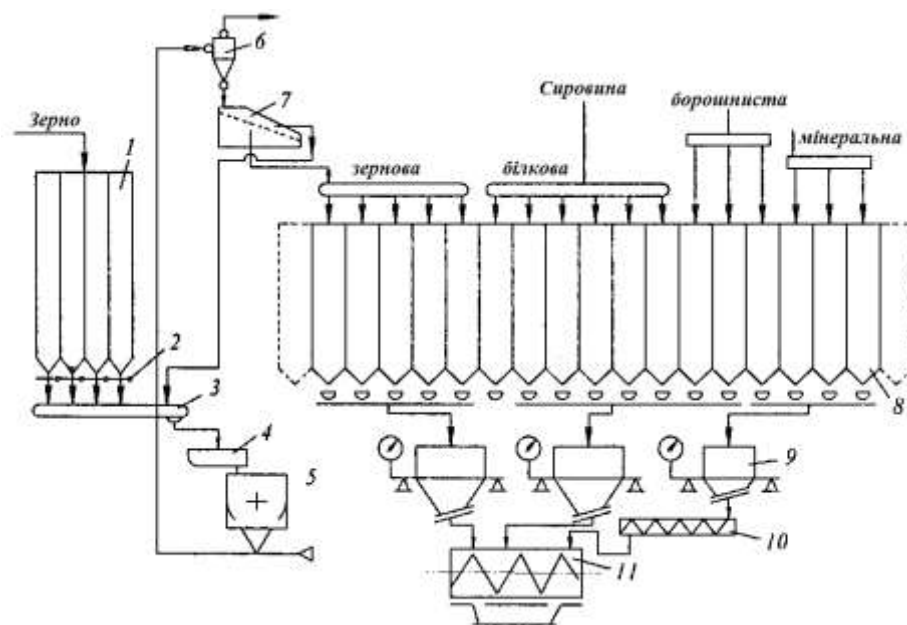 6
7
Сировина
борошниста
Зерно
1
мінеральна
зернова
білкова
2
3
8
4
5
9
10
11